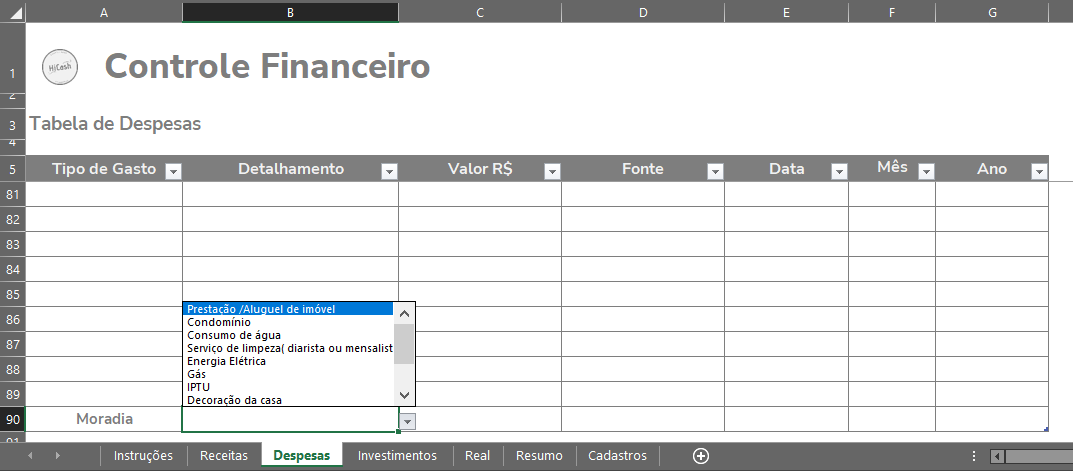 A B C D E F G
1 HiCash Controle Financeiro
2
3 Tabela de Despesas
4
5 Tipo de Gasto Detalhamento Valor R$ Fonte Data Mês Ano
81
82
83
84
85
86
87
88
89
Prestação /Aluguel de imóvel
Condomínio
Consumo de água
Serviço de limpeza( diarista ou mensalist
Energia Elétrica
Gás
IPTU
Decoração da casa
90 Moradia
91
Instruções Receitas Despesas Investimentos Real Resumo Cadastros